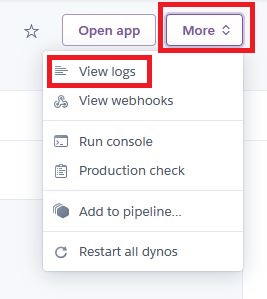 Open app
More
View logs
View webhooks
Run console
Production check
Add to pipeline...
Restart all dynos